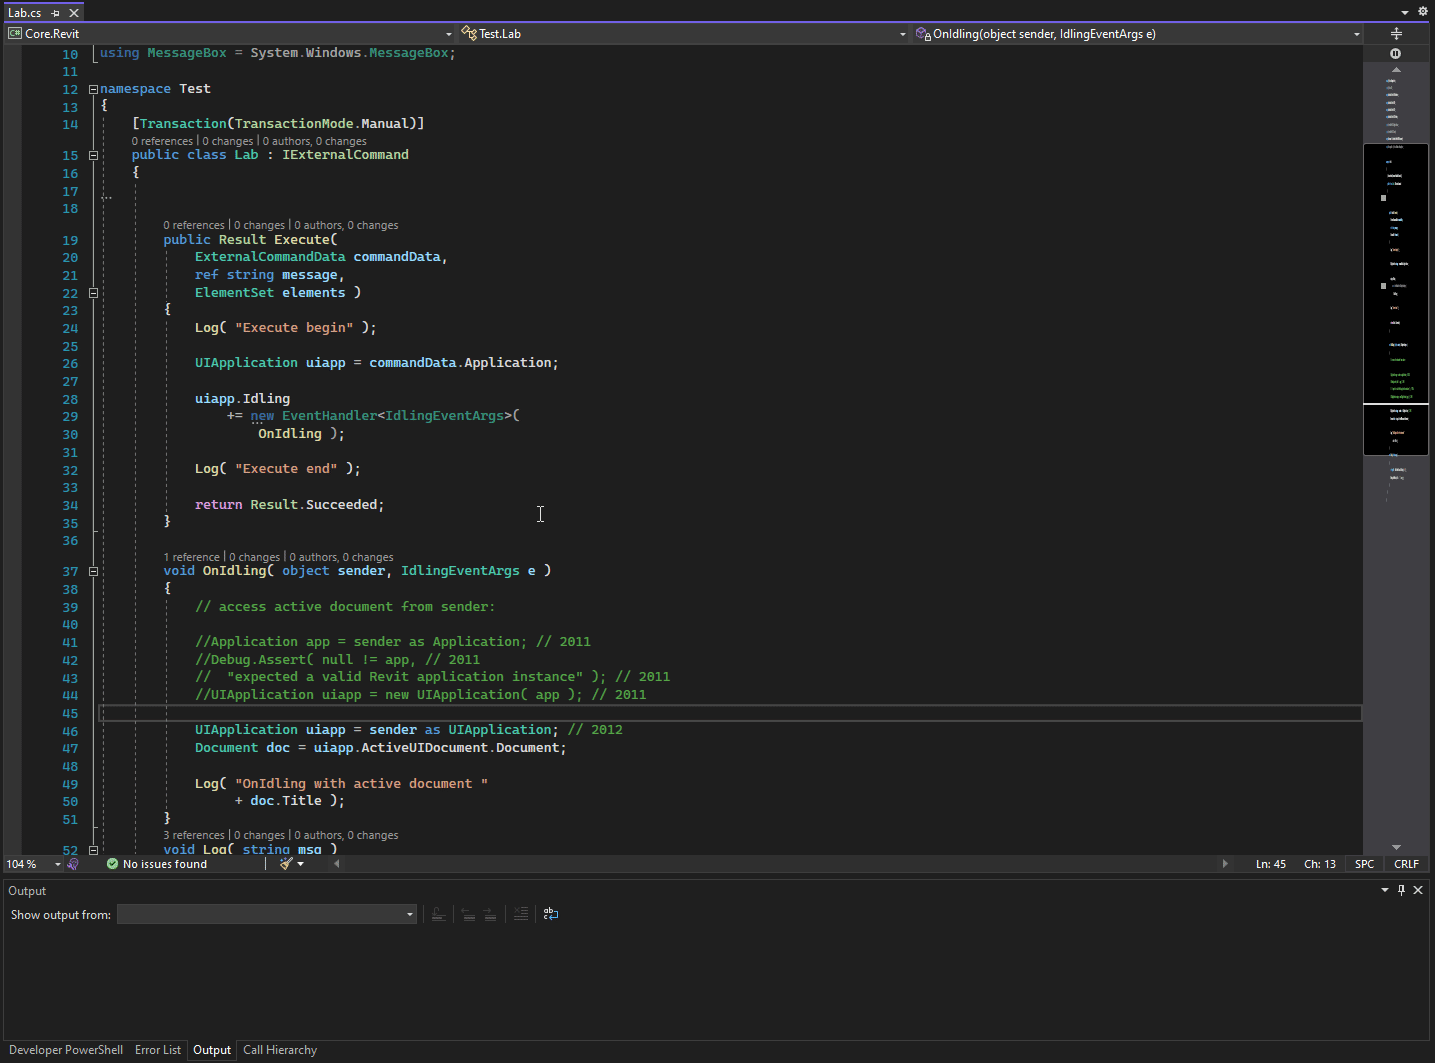 Lab.cs
Core.Revit Test.Lab OnIdling(object sender, IdlingEventArgs e)
10 using MessageBox = System.Windows.MessageBox;
11
12 namespace Test
13 {
14 [Transaction(TransactionMode.Manual)]
0 references | 0 changes | 0 authors, 0 changes
15 public class Lab : IExternalCommand
16 {
17
18
0 references | 0 changes | 0 authors, 0 changes
19 public Result Execute(
20 ExternalCommandData commandData,
21 ref string message,
22 ElementSet elements )
23 {
24 Log( "Execute begin" );
25
26 UIApplication uiapp = commandData.Application;
27
28 uiapp.Idling
29 += new EventHandler<IdlingEventArgs>(
30 OnIdling );
31
32 Log( "Execute end" );
33
34 return Result.Succeeded;
35 }
36
1 reference | 0 changes | 0 authors, 0 changes
37 void OnIdling( object sender, IdlingEventArgs e )
38 {
39 // access active document from sender:
40
41 //Application app = sender as Application; // 2011
42 //Debug.Assert( null != app, // 2011
43 // "expected a valid Revit application instance" ); // 2011
44 //UIApplication uiapp = new UIApplication( app ); // 2011
45
46 UIApplication uiapp = sender as UIApplication; // 2012
47 Document doc = uiapp.ActiveUIDocument.Document;
48
49 Log( "OnIdling with active document "
50 + doc.Title );
51 }
3 references | 0 changes | 0 authors, 0 changes
52 void Log( string msg )
104 % No issues found Ln: 45 Ch: 13 SPC CRLF
Output
Show output from:
Developer PowerShell Error List Output Call Hierarchy